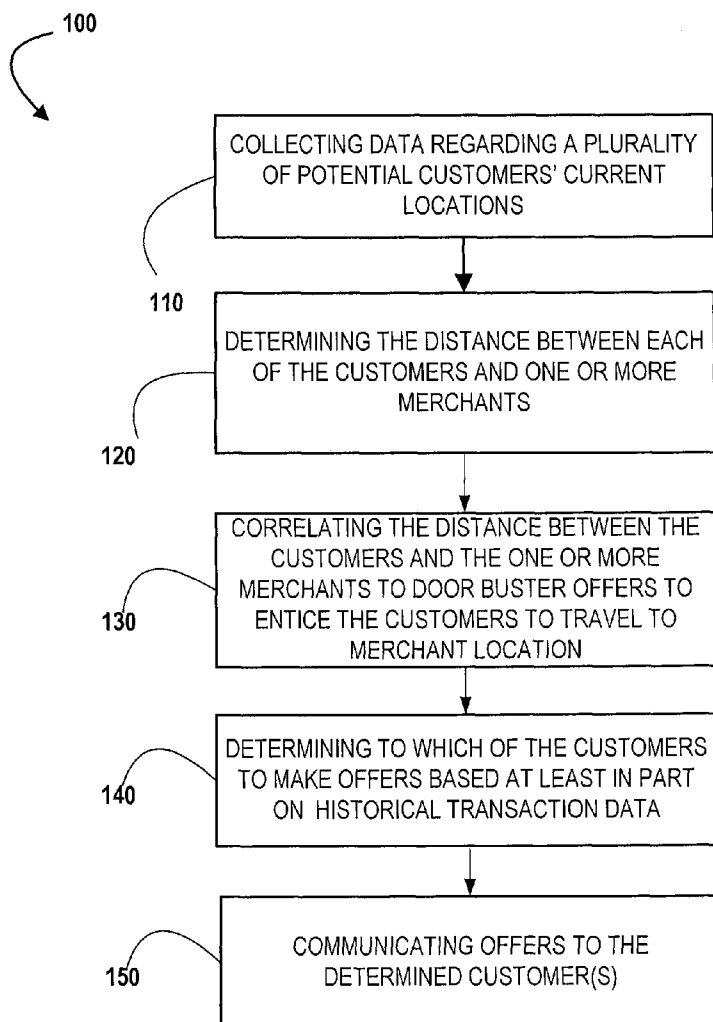 100
COLLECTING DATA REGARDING A PLURALITY
OF POTENTIAL CUSTOMERS' CURRENT
LOCATIONS
110
DETERMINING THE DISTANCE BETWEEN EACH
OF THE CUSTOMERS AND ONE OR MORE
MERCHANTS
120
CORRELATING THE DISTANCE BETWEEN THE
CUSTOMERS AND THE ONE OR MORE
MERCHANTS TO DOOR BUSTER OFFERS TO
ENTICE THE CUSTOMERS TO TRAVEL TO
MERCHANT LOCATION
130
DETERMINING TO WHICH OF THE CUSTOMERS
TO MAKE OFFERS BASED AT LEAST IN PART
ON HISTORICAL TRANSACTION DATA
140
COMMUNICATING OFFERS TO THE
DETERMINED CUSTOMER(S)
150